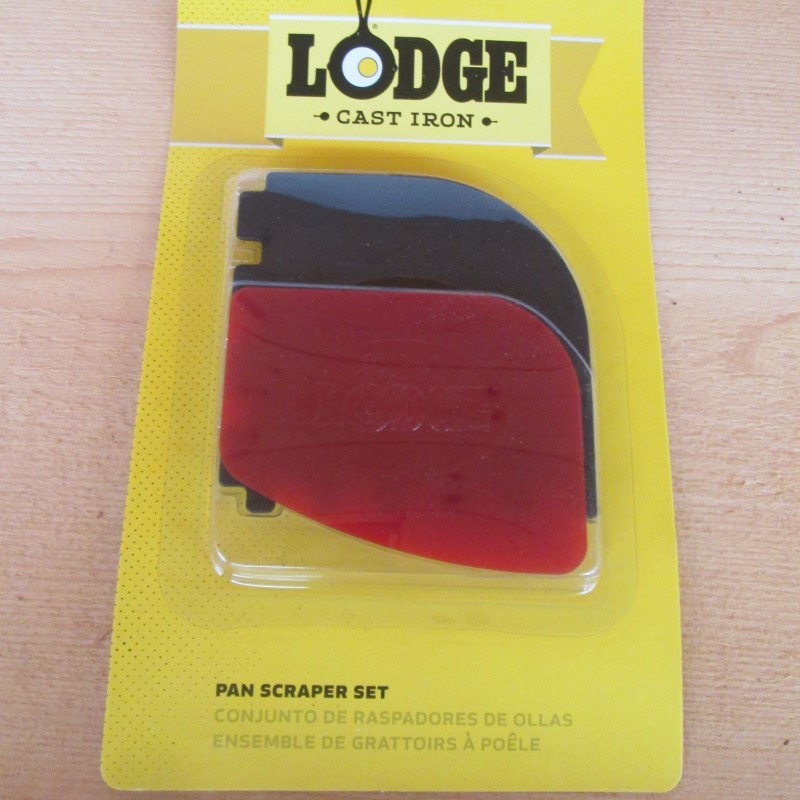 LODGE
CAST IRON
LODGE
PAN SCRAPER SET
CONJUNTO DE RASPADORES DE OLLAS
ENSEMBLE DE GRATTOIRS À POÊLE